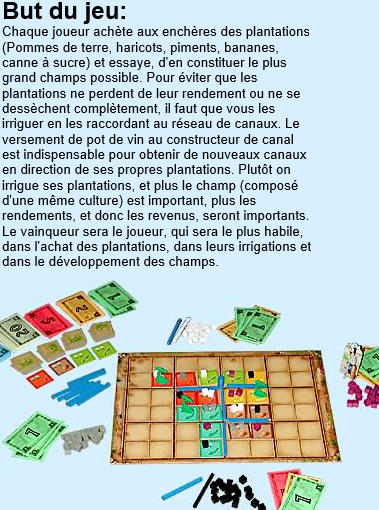 But du jeu:
Chaque joueur achète aux enchères des plantations
(Pommes de terre, haricots, piments, bananes,
canne à sucre) et essaye, d'en constituer le plus
grand champs possible. Pour éviter que les
plantations ne perdent de leur rendement ou ne se
dessèchent complètement, il faut que vous les
irriguer en les raccordant au réseau de canaux. Le
versement de pot de vin au constructeur de canal
est indispensable pour obtenir de nouveaux canaux
en direction de ses propres plantations. Plutôt on
irrigue ses plantations, et plus le champ (composé
d'une même culture) est important, plus les
rendements, et donc les revenus, seront importants.
Le vainqueur sera le joueur, qui sera le plus habile,
dans l'achat des plantations, dans leurs irrigations et
dans le développement des champs.
20
2
1
1
1
1